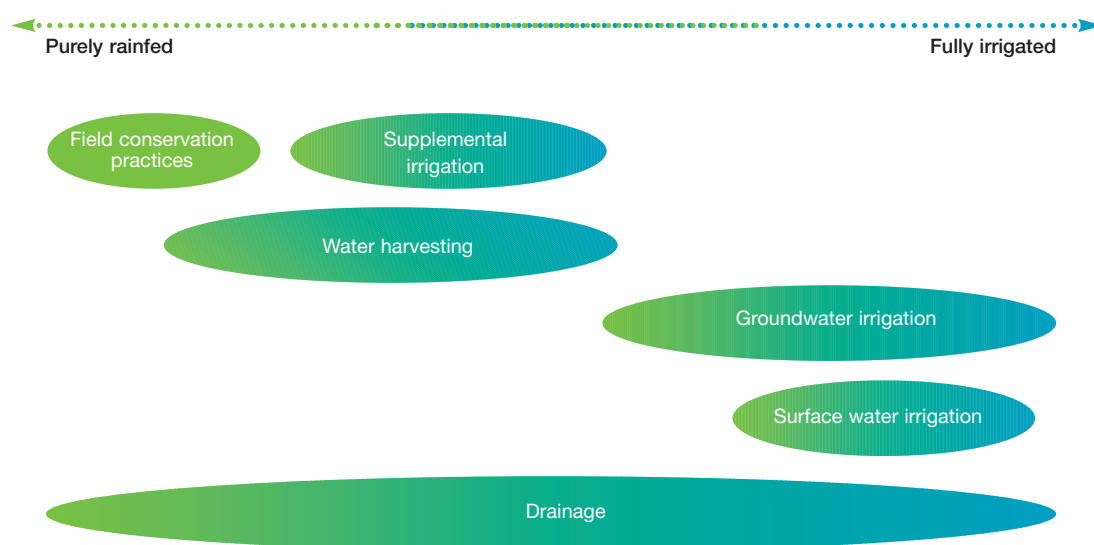 Purely rainfed
Fully irrigated
Field conservation
practices
Supplemental
irrigation
Water harvesting
Groundwater irrigation
Surface water irrigation
Drainage